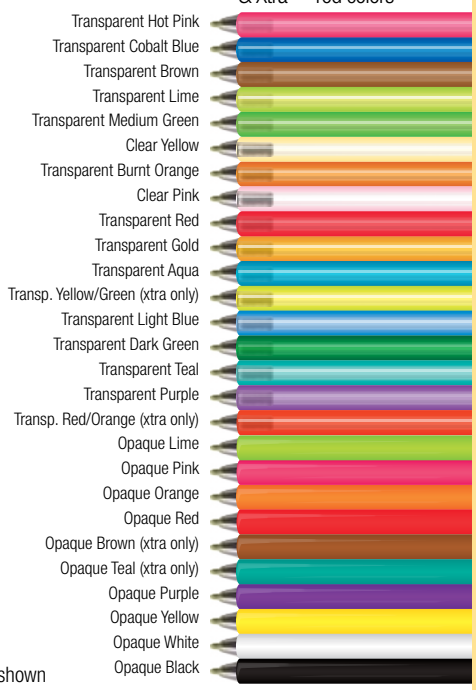 & Xtra
rod colors
Transparent Hot Pink
Transparent Cobalt Blue
Transparent Brown
Transparent Lime
Transparent Medium Green
Clear Yellow
Transparent Burnt Orange
Clear Pink
Transparent Red
Transparent Gold
Transparent Aqua
Transp. Yellow/Green (xtra only)
Transparent Light Blue
Transparent Dark Green
Transparent Teal
Transparent Purple
Transp. Red/Orange (xtra only)
Opaque Lime
Opaque Pink
Opaque Orange
Opaque Red
Opaque Brown (xtra only)
Opaque Teal (xtra only)
Opaque Purple
Opaque Yellow
Opaque White
Opaque Black
shown